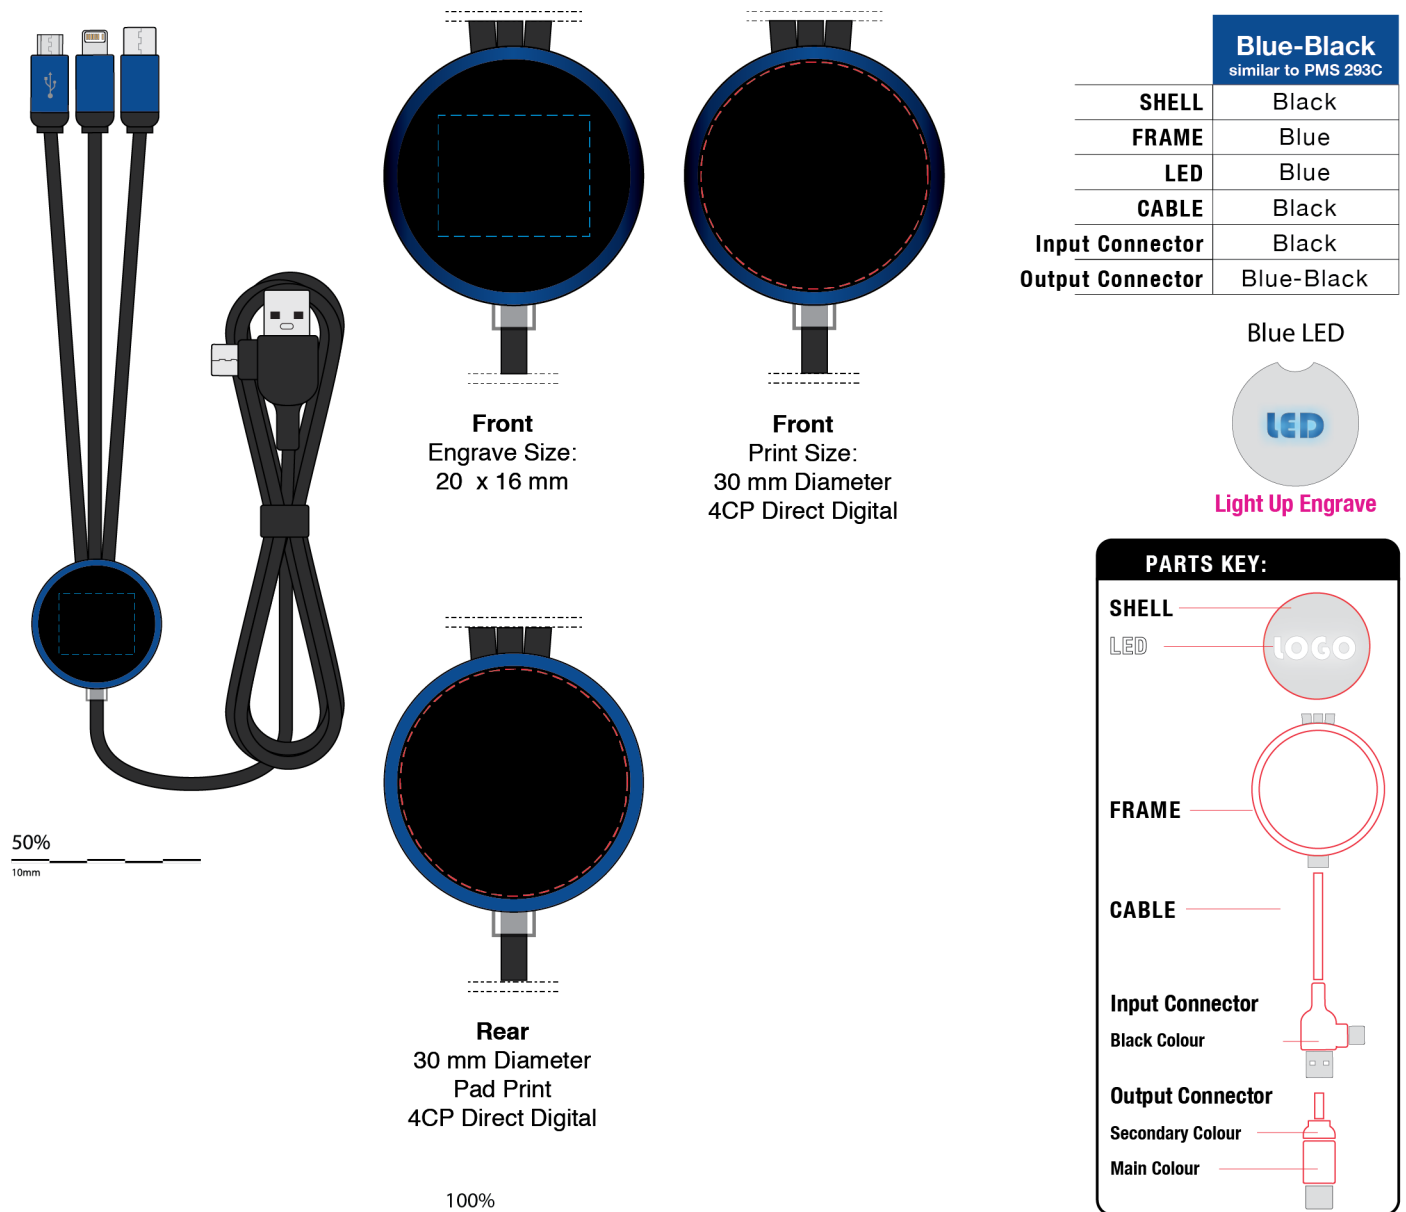 Blue-Black
similar to PMS 293C
SHELL Black
FRAME Blue
LED Blue
CABLE Black
Input Connector Black
Output Connector Blue-Black
Blue LED
LED
Light Up Engrave
Front
Engrave Size:
20 x 16 mm
Front
Print Size:
30 mm Diameter
4CP Direct Digital
PARTS KEY:
SHELL
LED
LOGO
FRAME
CABLE
Input Connector
Black Colour
Output Connector
Secondary Colour
Main Colour
50%
10mm
Rear
30 mm Diameter
Pad Print
4CP Direct Digital
100%